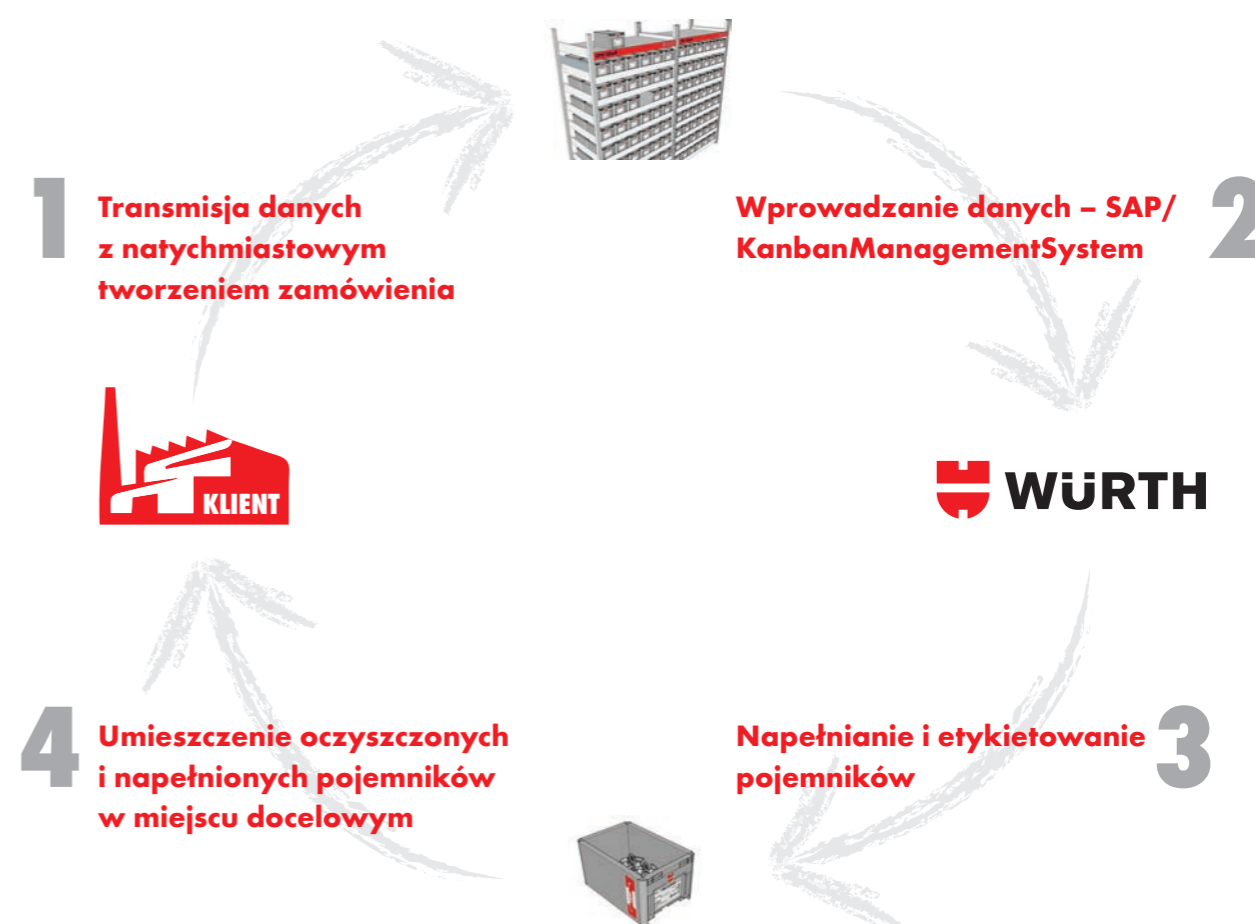 1
Transmisja danych
z natychmiastowym
tworzeniem zamówienia
Wprowadzanie danych – SAP/
KanbanManagementSystem
2
KLIENT
WÜRTH
4
Umieszczenie oczyszczonych
i napełnionych pojemników
w miejscu docelowym
Napełnianie i etykietowanie
pojemników
3